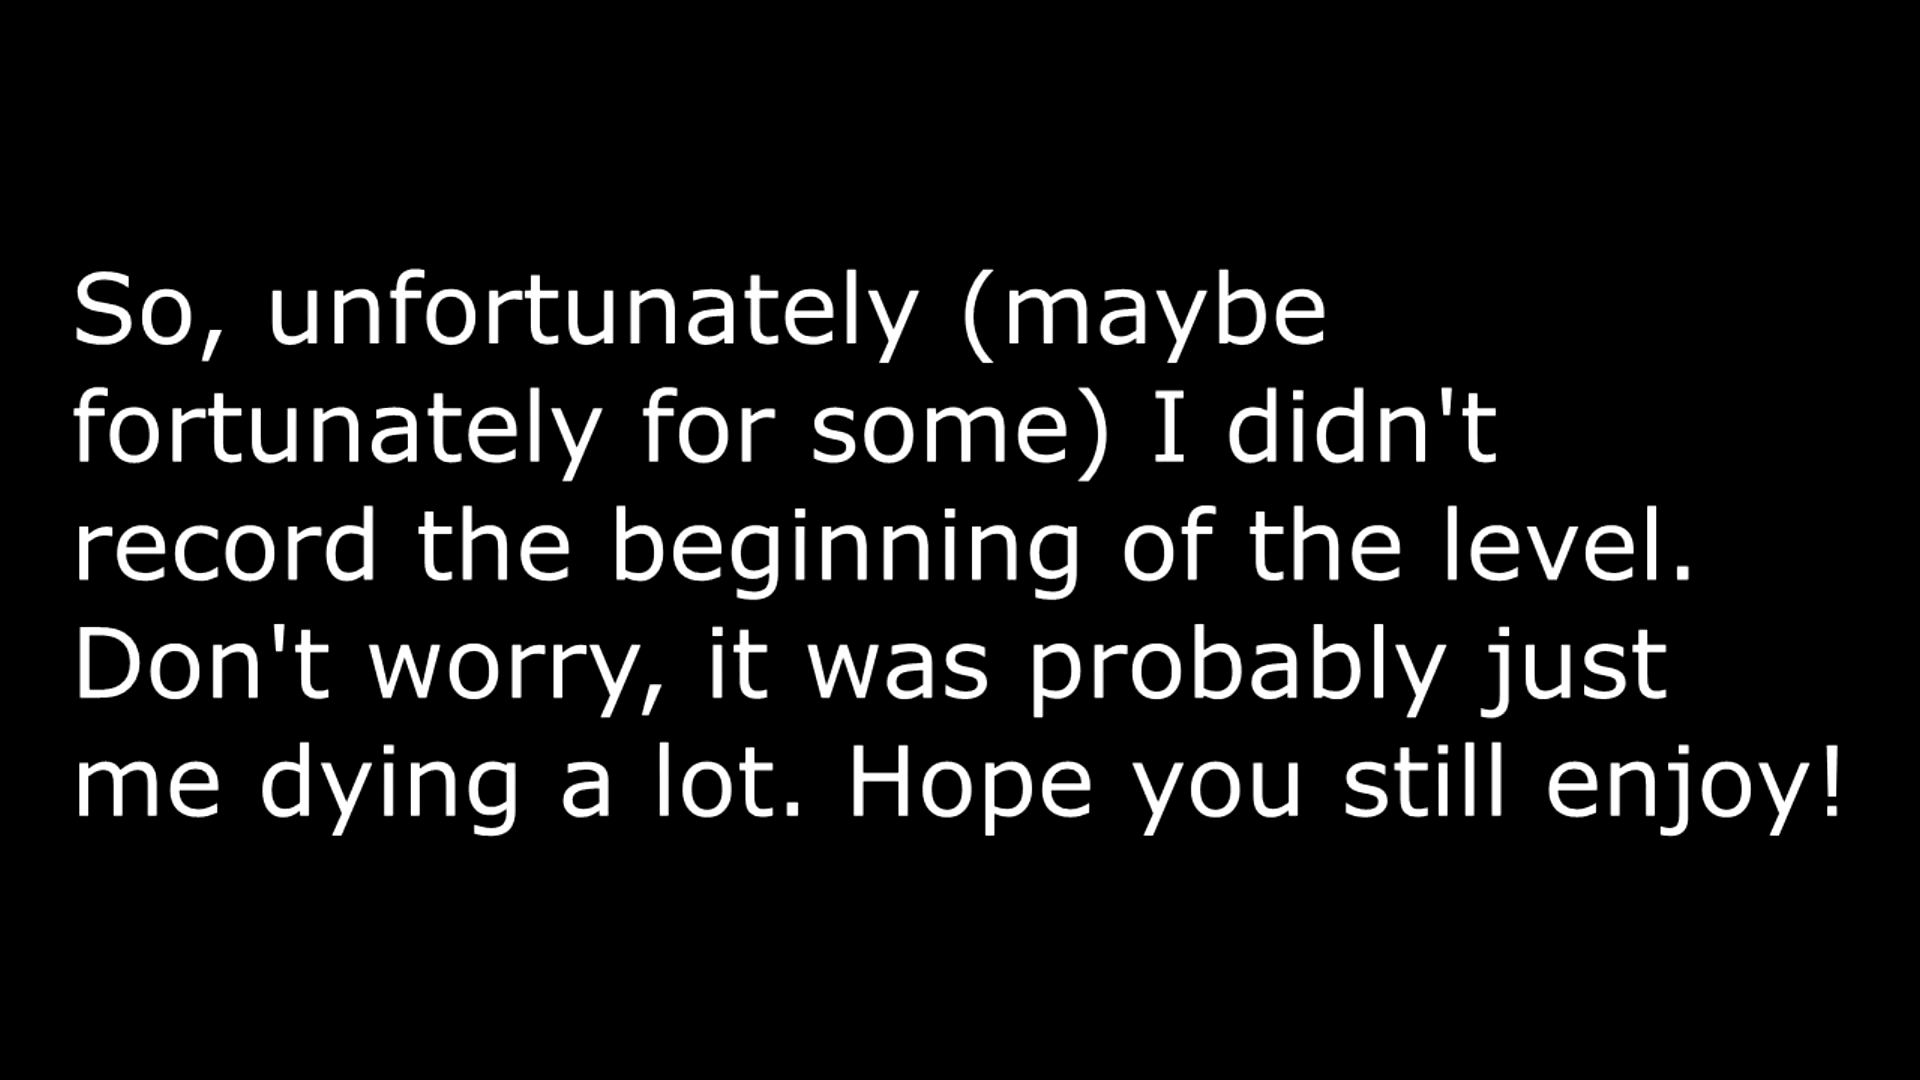 So, unfortunately (maybe
fortunately for some) I didn't
record the beginning of the level.
Don't worry, it was probably just
me dying a lot. Hope you still enjoy!